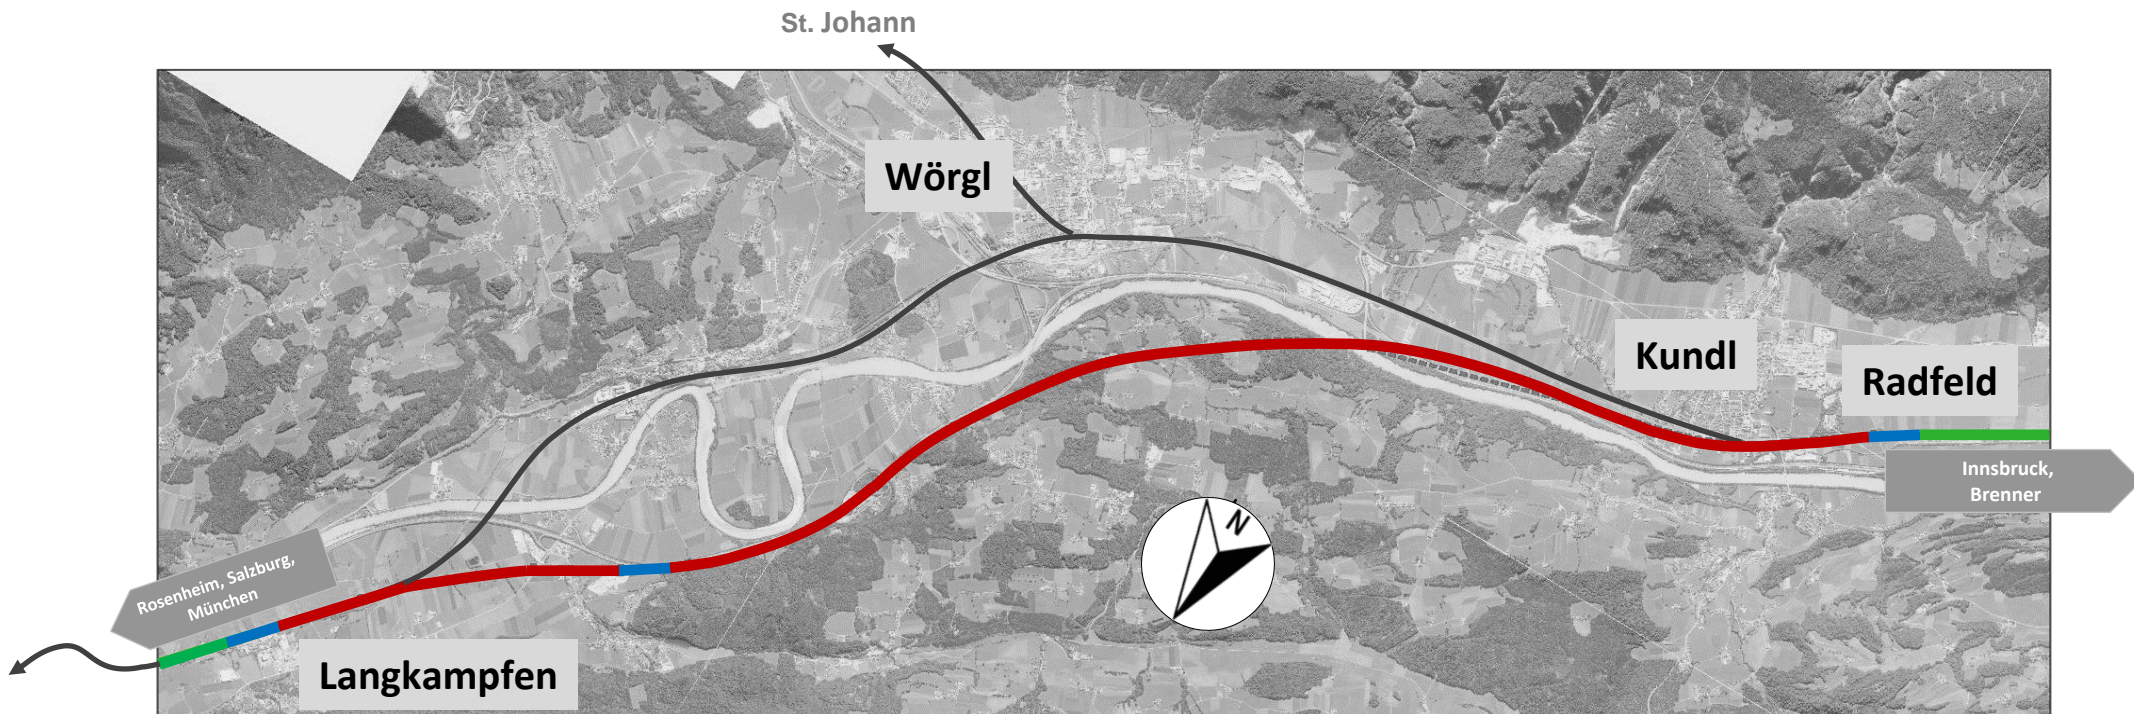 St. Johann
Wörgl
Kundl
Radfeld
Innsbruck,
Brenner
N
Rosenheim, Salzburg,
München
Langkampfen